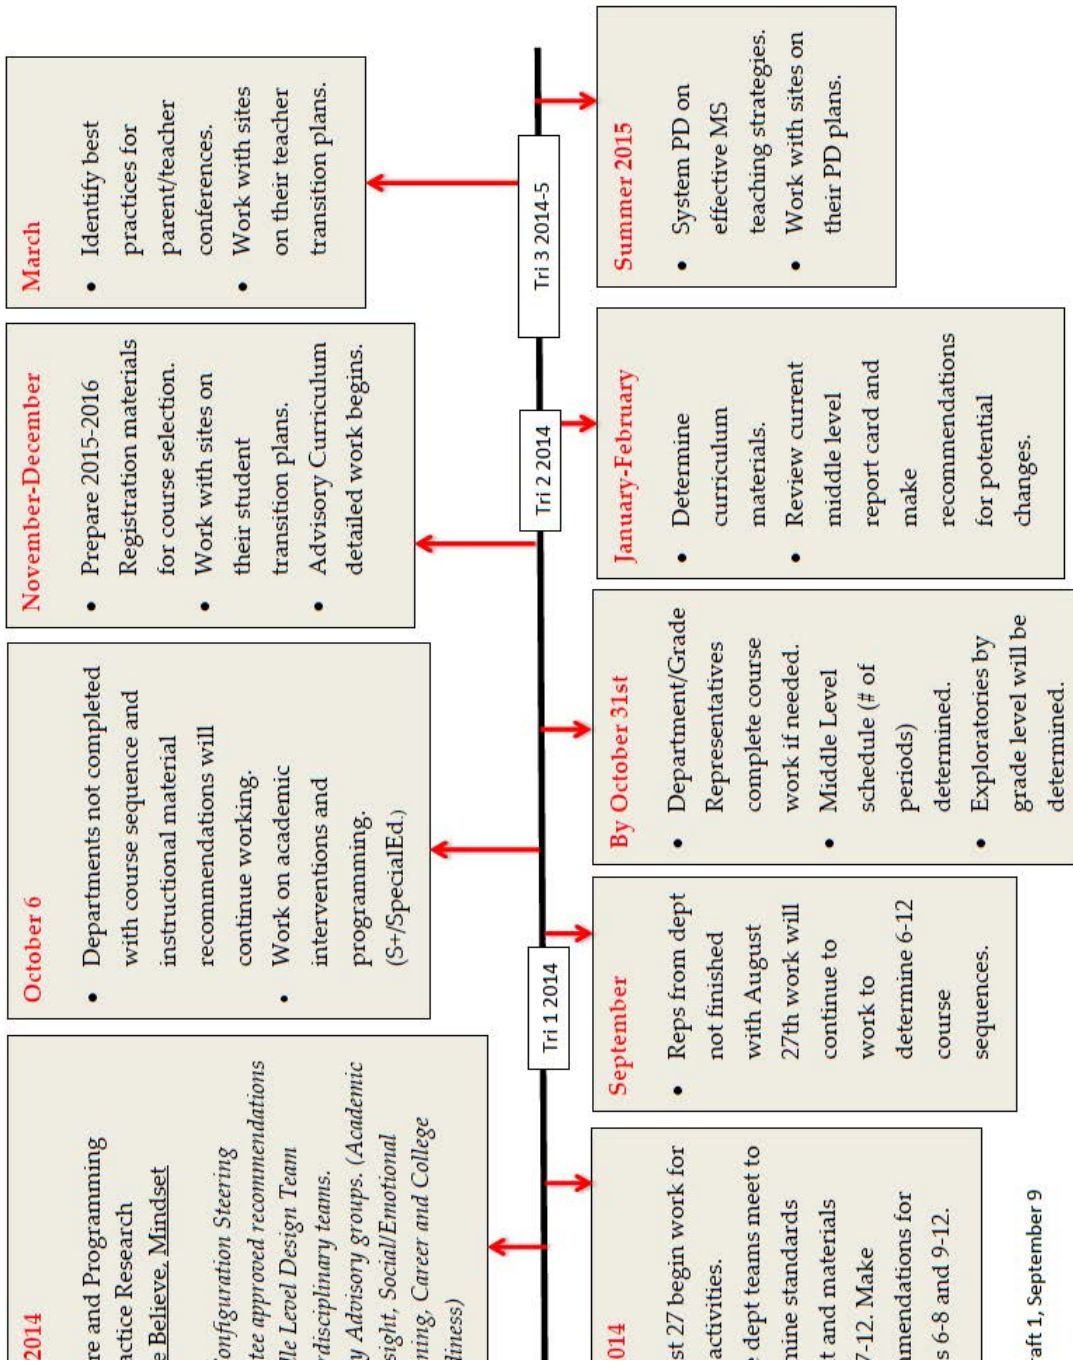 2014
re and Programming
actice Research
e Believe, Mindset
onfiguration Steering
tee approved recommendations
lle Level Design Team
rdisciplinary teams.
y Advisory groups. (Academic
sight, Social/Emotional
ning, Career and College
diness)
October 6
• Departments not completed
with course sequence and
instructional material
recommendations will
continue working.
• Work on academic
interventions and
programming.
(S+/SpecialEd.)
November-December
• Prepare 2015-2016
Registration materials
for course selection.
• Work with sites on
their student
transition plans.
• Advisory Curriculum
detailed work begins.
March
• Identify best
practices for
parent/teacher
conferences.
• Work with sites
on their teacher
transition plans.
Tri 1 2014
Tri 2 2014
Tri 3 2014-5
014
st 27 begin work for
activities.
e dept teams meet to
mine standards
t and materials
7-12. Make
mmendations for
s 6-8 and 9-12.
September
• Reps from dept
not finished
with August
27th work will
continue to
work to
determine 6-12
course
sequences.
By October 31st
• Department/Grade
Representatives
complete course
work if needed.
• Middle Level
schedule (# of
periods)
determined.
• Exploratories by
grade level will be
determined.
January-February
• Determine
curriculum
materials.
• Review current
middle level
report card and
make
recommendations
for potential
changes.
Summer 2015
• System PD on
effective MS
teaching strategies.
• Work with sites on
their PD plans.
raft 1, September 9